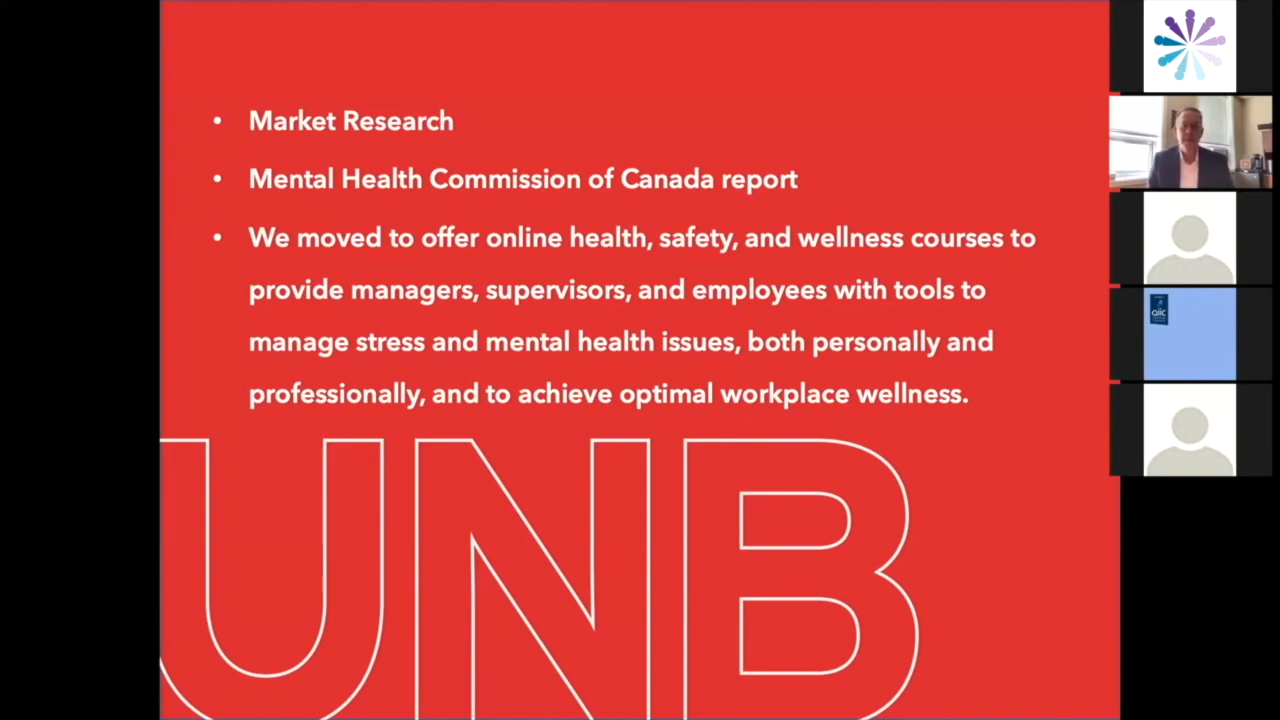 • Market Research
• Mental Health Commission of Canada report
• We moved to offer online health, safety, and wellness courses to
provide managers, supervisors, and employees with tools to
manage stress and mental health issues, both personally and
professionally, and to achieve optimal workplace wellness.
UNB
aiic